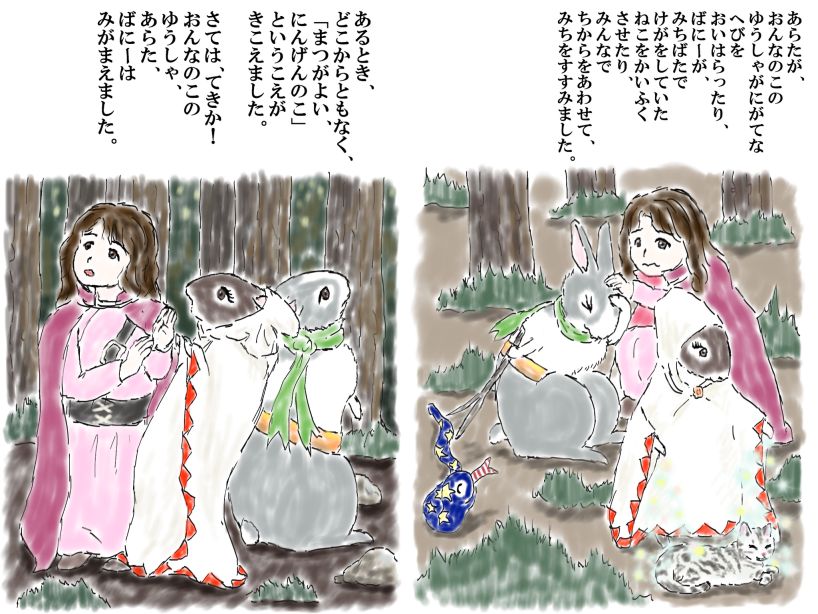 あらたが、
おんなのこの
ゆうしゃがにがてな
へびを
おいはらったり、
ばにーが、
みちばたで
けがをしていた
ねこをかいふく
させたり、
みんなで
ちからをあわせて、
みちをすすみました。
あるとき、
どこからともなく、
「まつがよい、
にんげんのこ」
というこえが
きこえました。
さては、てきか！
おんなのこの
ゆうしゃ、
あらた、
ばにーは
みがまえました。